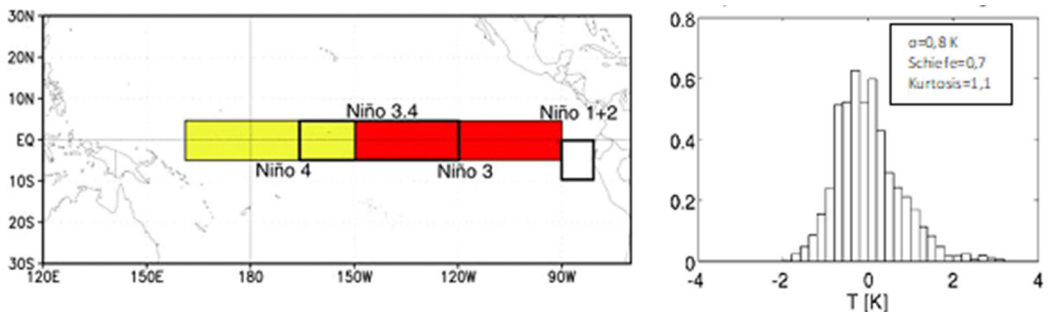 30N
20N
10N
EQ
10S
20S
30S
120E
150E
180
150W
120W
90W
Niño 3.4
Niño 1+2
Niño 4
Niño 3
0.8
0.6
0.4
0.2
0
-4
-2
0
2
4
T [K]
σ=0,8 K
Schiefe=0,7
Kurtosis=1,1